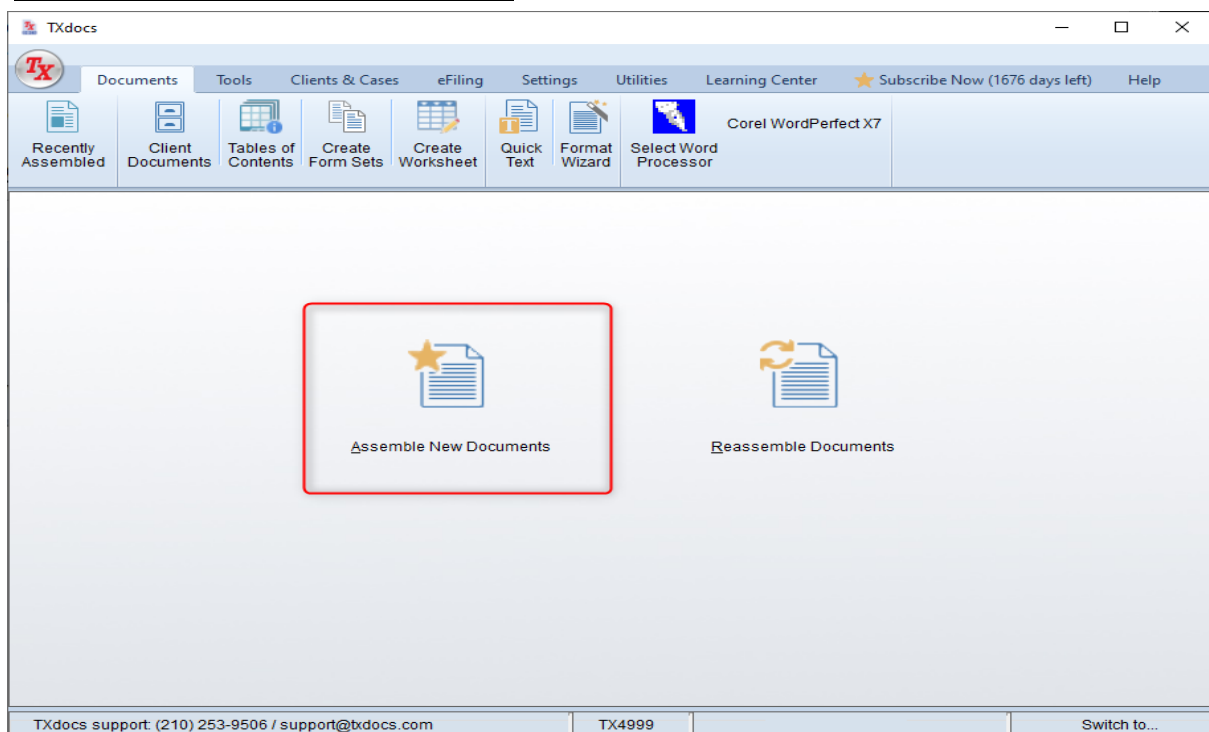 TXdocs
TX
Documents Tools Clients & Cases eFiling Settings Utilities Learning Center Subscribe Now (1676 days left) Help
Recently Assembled
Client Documents
Tables of Contents
Create Form Sets
Create Worksheet
Quick Text
Format Wizard
Select Word Processor
Corel WordPerfect X7
Assemble New Documents
Reassemble Documents
TXdocs support: (210) 253-9506 / support@txdocs.com TX4999 Switch to...